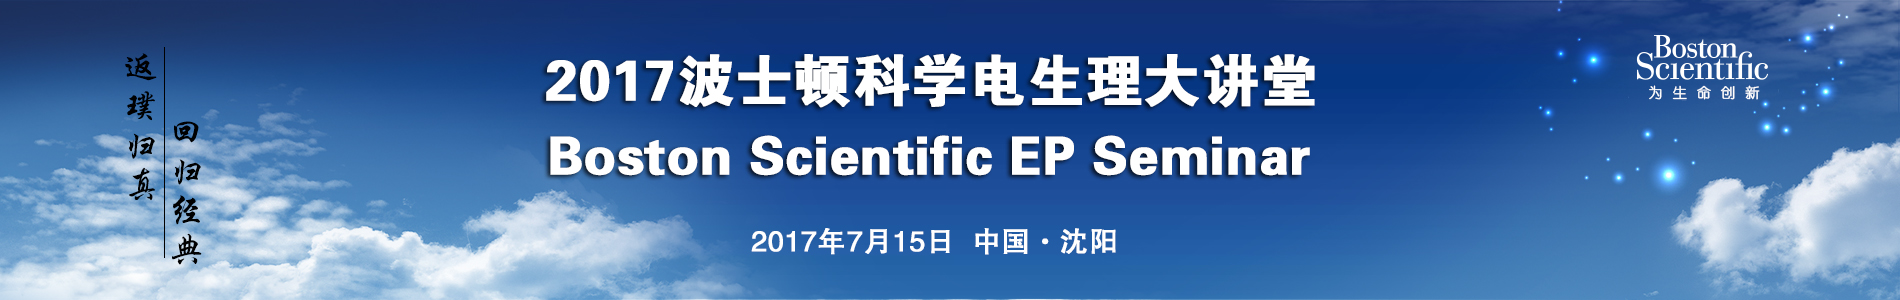 返璞归真
回归经典
2017波士顿科学电生理大讲堂
Boston Scientific EP Seminar
2017年7月15日 中国·沈阳
Boston
Scientific
为生命创新